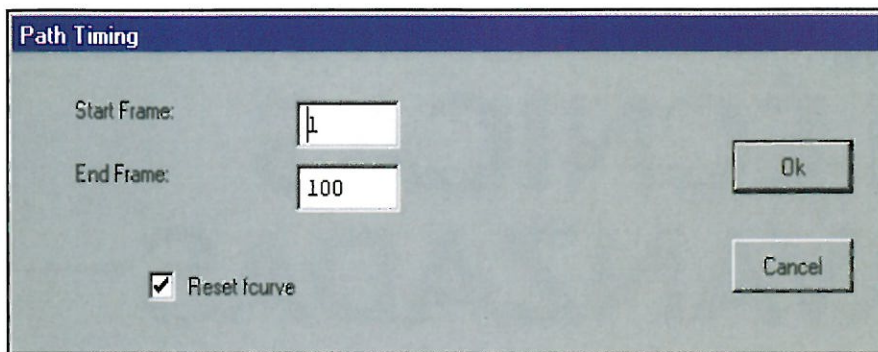 Path Timing
Start Frame:
1
End Frame:
100
Ok
Cancel
Reset fcurve